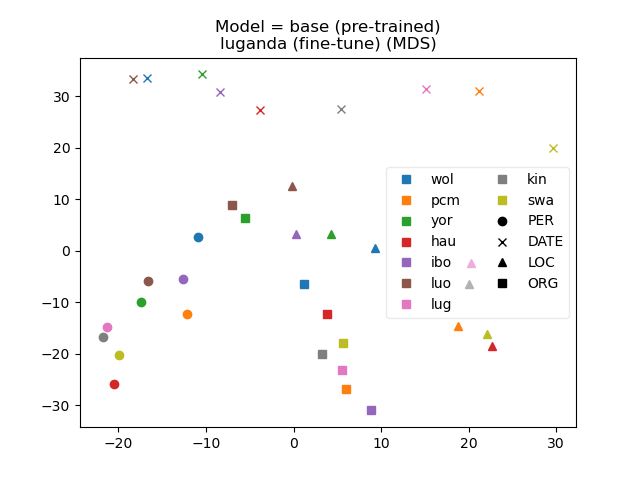 Model = base (pre-trained)
luganda (fine-tune) (MDS)
30
20
10
0
−10
−20
−30
−20
−10
0
10
20
30
wol
pcm
yor
hau
ibo
luo
lug
kin
swa
PER
DATE
LOC
ORG